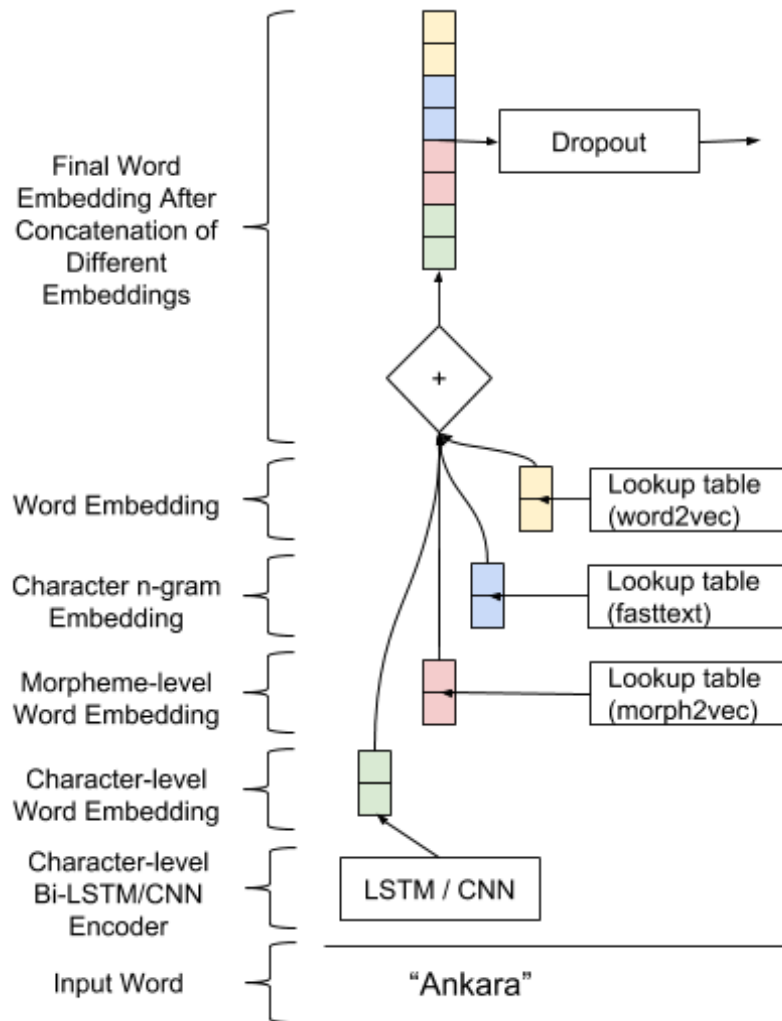 Final Word
Embedding After
Concatenation of
Different
Embeddings
Dropout
+
Word Embedding
Lookup table
(word2vec)
Character n-gram
Embedding
Lookup table
(fasttext)
Morpheme-level
Word Embedding
Lookup table
(morph2vec)
Character-level
Word Embedding
Character-level
Bi-LSTM/CNN
Encoder
LSTM / CNN
Input Word
“Ankara”